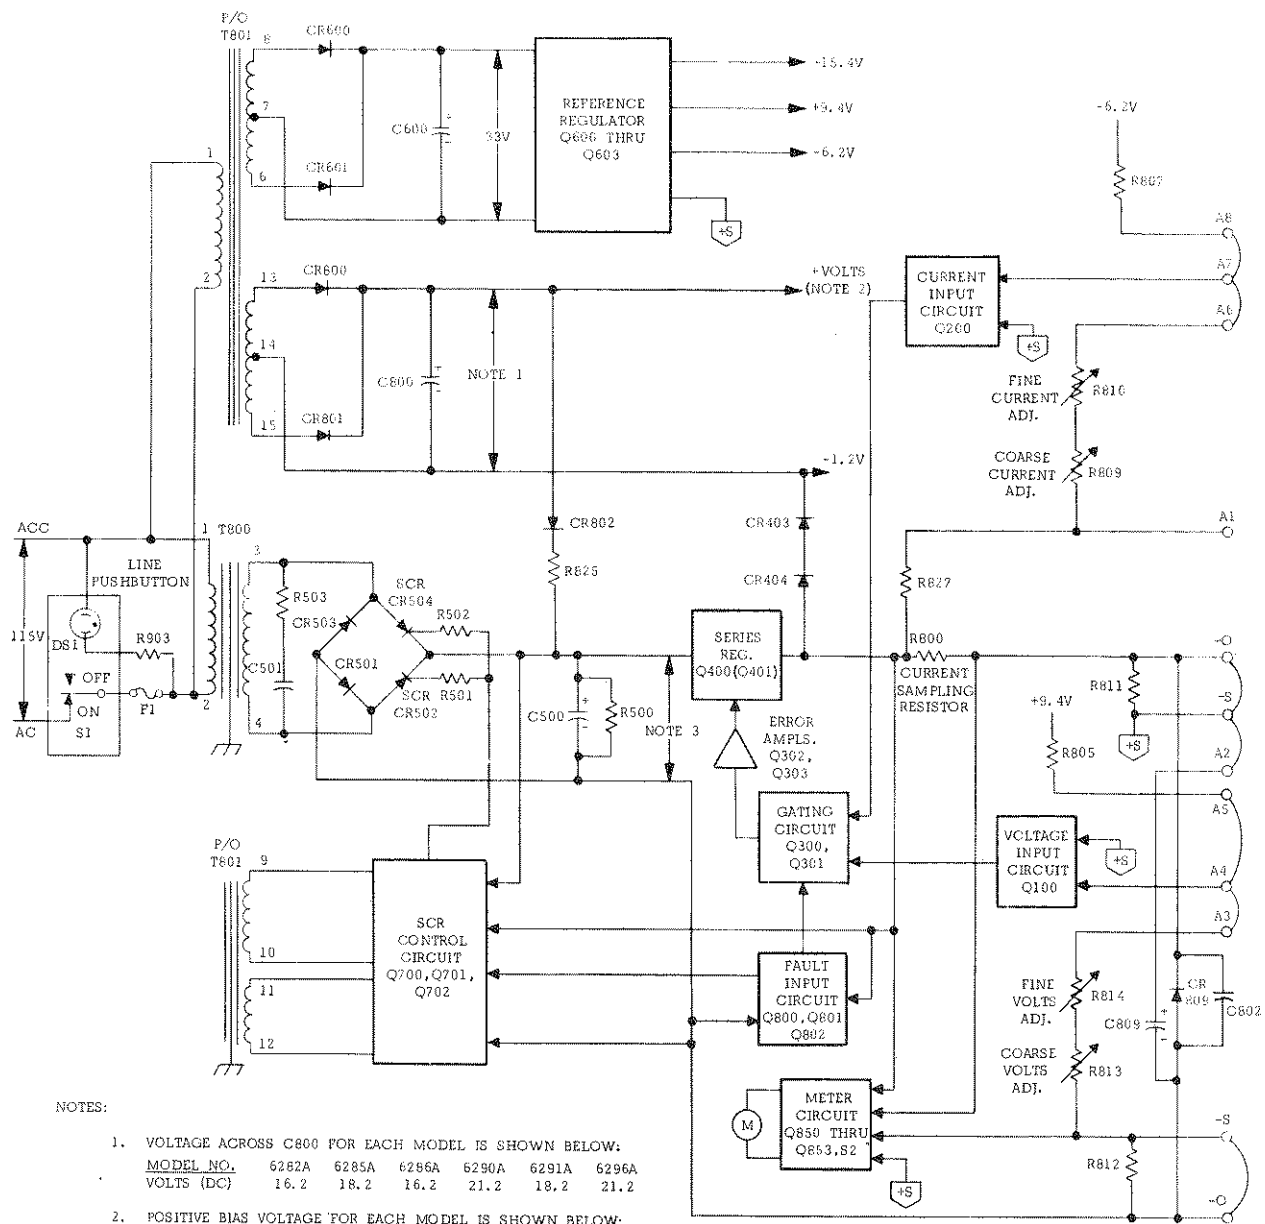 P/O
T801
8
CR600
7
6
CR601
C600
+
-
33V
REFERENCE
REGULATOR
Q600 THRU
Q603
-15.4V
+9.4V
-6.2V
+S
1
2
13
CR800
14
15
CR801
C800
+
-
NOTE 1
+VOLTS
(NOTE 2)
-1.2V
CURRENT
INPUT
CIRCUIT
Q200
+S
-6.2V
R807
A8
A7
A6
FINE
CURRENT
ADJ.
R810
COARSE
CURRENT
ADJ.
R809
A1
ACC
115V
AC
LINE
PUSHBUTTON
DS1
R903
OFF
ON
S1
F1
1
T800
2
3
4
R503
C501
SCR
CR504
CR503
CR501
SCR
CR502
R502
R501
CR802
R825
C500
+
-
R500
NOTE 3
SERIES
REG.
Q400(Q401)
CR403
CR404
R827
R800
CURRENT
SAMPLING
RESISTOR
ERROR
AMPLS.
Q302,
Q303
GATING
CIRCUIT
Q300,
Q301
VOLTAGE
INPUT
CIRCUIT
Q100
+S
+9.4V
R805
R811
+S
A2
A5
A4
A3
P/O
T801
9
10
11
12
SCR
CONTROL
CIRCUIT
Q700,Q701,
Q702
FAULT
INPUT
CIRCUIT
Q800,Q801
Q802
METER
CIRCUIT
Q850 THRU
Q853,S2
M
+S
FINE
VOLTS
ADJ.
R814
COARSE
VOLTS
ADJ.
R813
C809
+
-
CR
809
C802
R812
-S
NOTES:
1. VOLTAGE ACROSS C800 FOR EACH MODEL IS SHOWN BELOW:
MODEL NO. 6282A 6285A 6286A 6290A 6291A 6296A
VOLTS (DC) 16.2 18.2 16.2 21.2 18.2 21.2
2. POSITIVE BIAS VOLTAGE FOR EACH MODEL IS SHOWN BELOW: